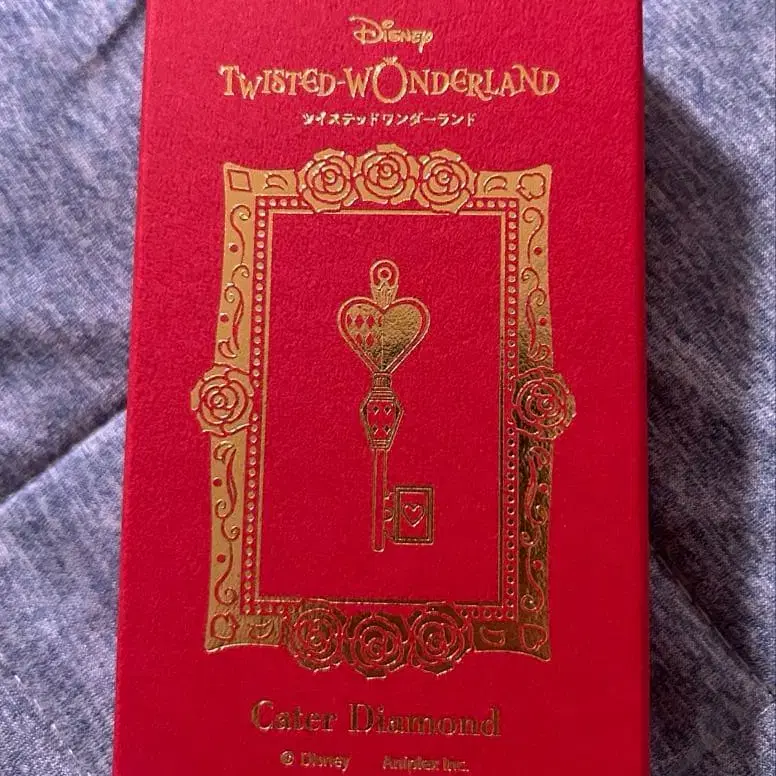 Disney
TWISTED-WONDERLAND
ツイステッドワンダーランド
Cater Diamond
© Disney Aniplex Inc.